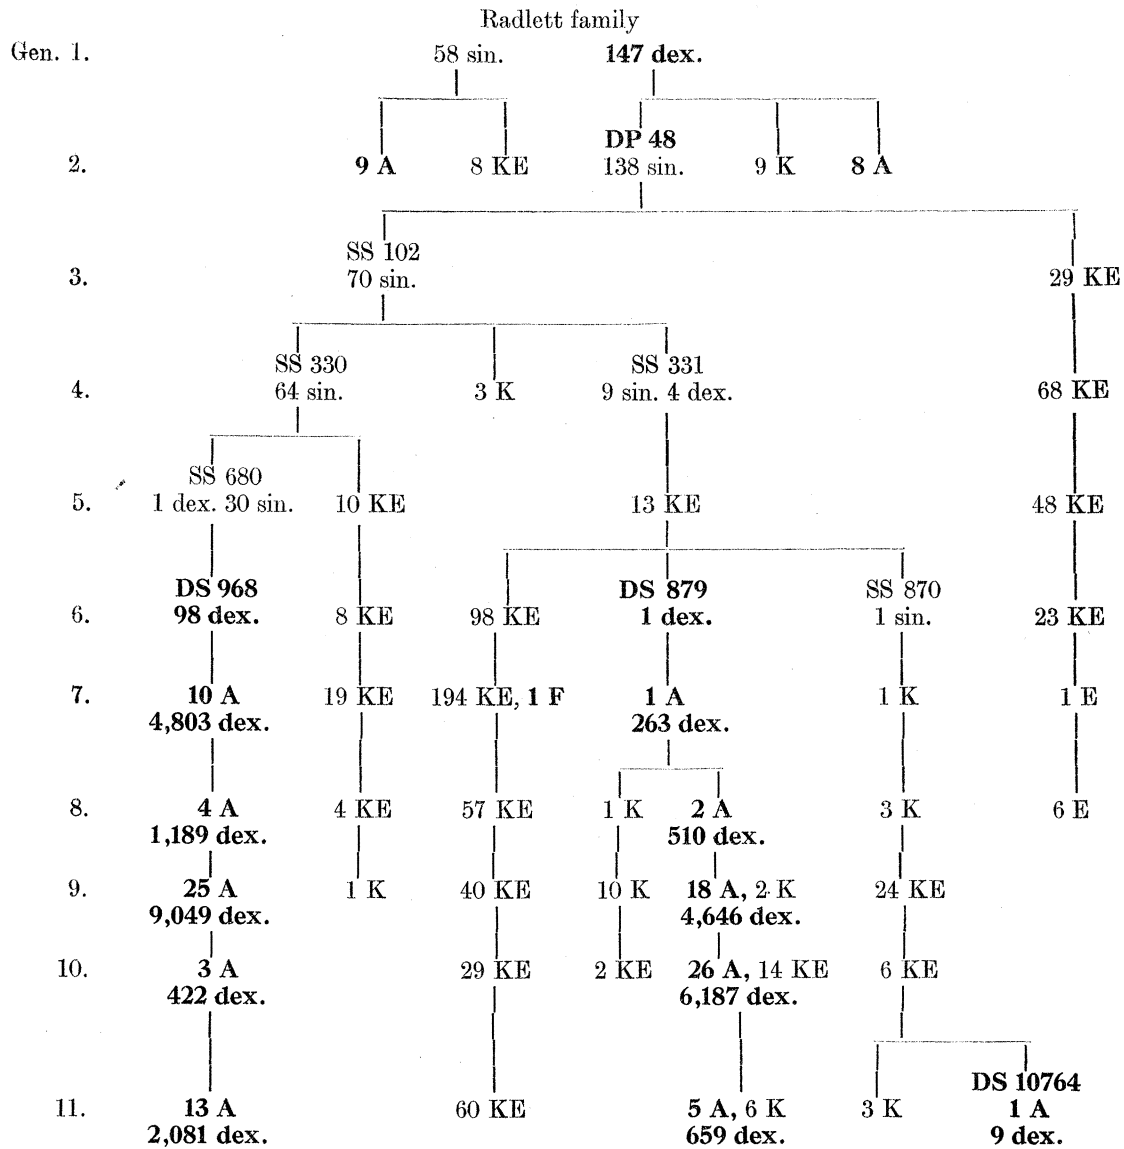 Radlett family
Gen. 1. 58 sin. 147 dex.
DP 48
2. 9 A 8 KE 138 sin. 9 K 8 A
SS 102
3. 70 sin. 29 KE
SS 330 SS 331
4. 64 sin. 3 K 9 sin. 4 dex. 68 KE
SS 680
5. 1 dex. 30 sin. 10 KE 13 KE 48 KE
DS 968 DS 879 SS 870
6. 98 dex. 8 KE 98 KE 1 dex. 1 sin. 23 KE
7. 10 A 19 KE 194 KE, 1 F 1 A 1 K 1 E
4,803 dex. 263 dex.
8. 4 A 4 KE 57 KE 1 K 2 A 3 K 6 E
1,189 dex. 510 dex.
9. 25 A 1 K 40 KE 10 K 18 A, 2 K 24 KE
9,049 dex. 4,646 dex.
10. 3 A 29 KE 2 KE 26 A, 14 KE 6 KE
422 dex. 6,187 dex.
DS 10764
11. 13 A 60 KE 5 A, 6 K 3 K 1 A
2,081 dex. 659 dex. 9 dex.